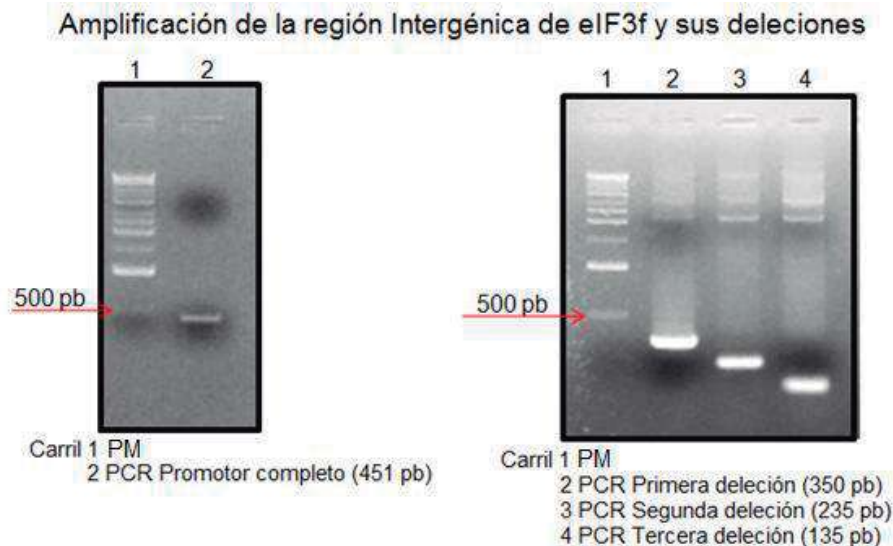 Amplificación de la región Intergénica de eIF3f y sus deleciones
1 2
500 pb
Carril 1 PM
2 PCR Promotor completo (451 pb)
1 2 3 4
500 pb
Carril 1 PM
2 PCR Primera deleción (350 pb)
3 PCR Segunda deleción (235 pb)
4 PCR Tercera deleción (135 pb)